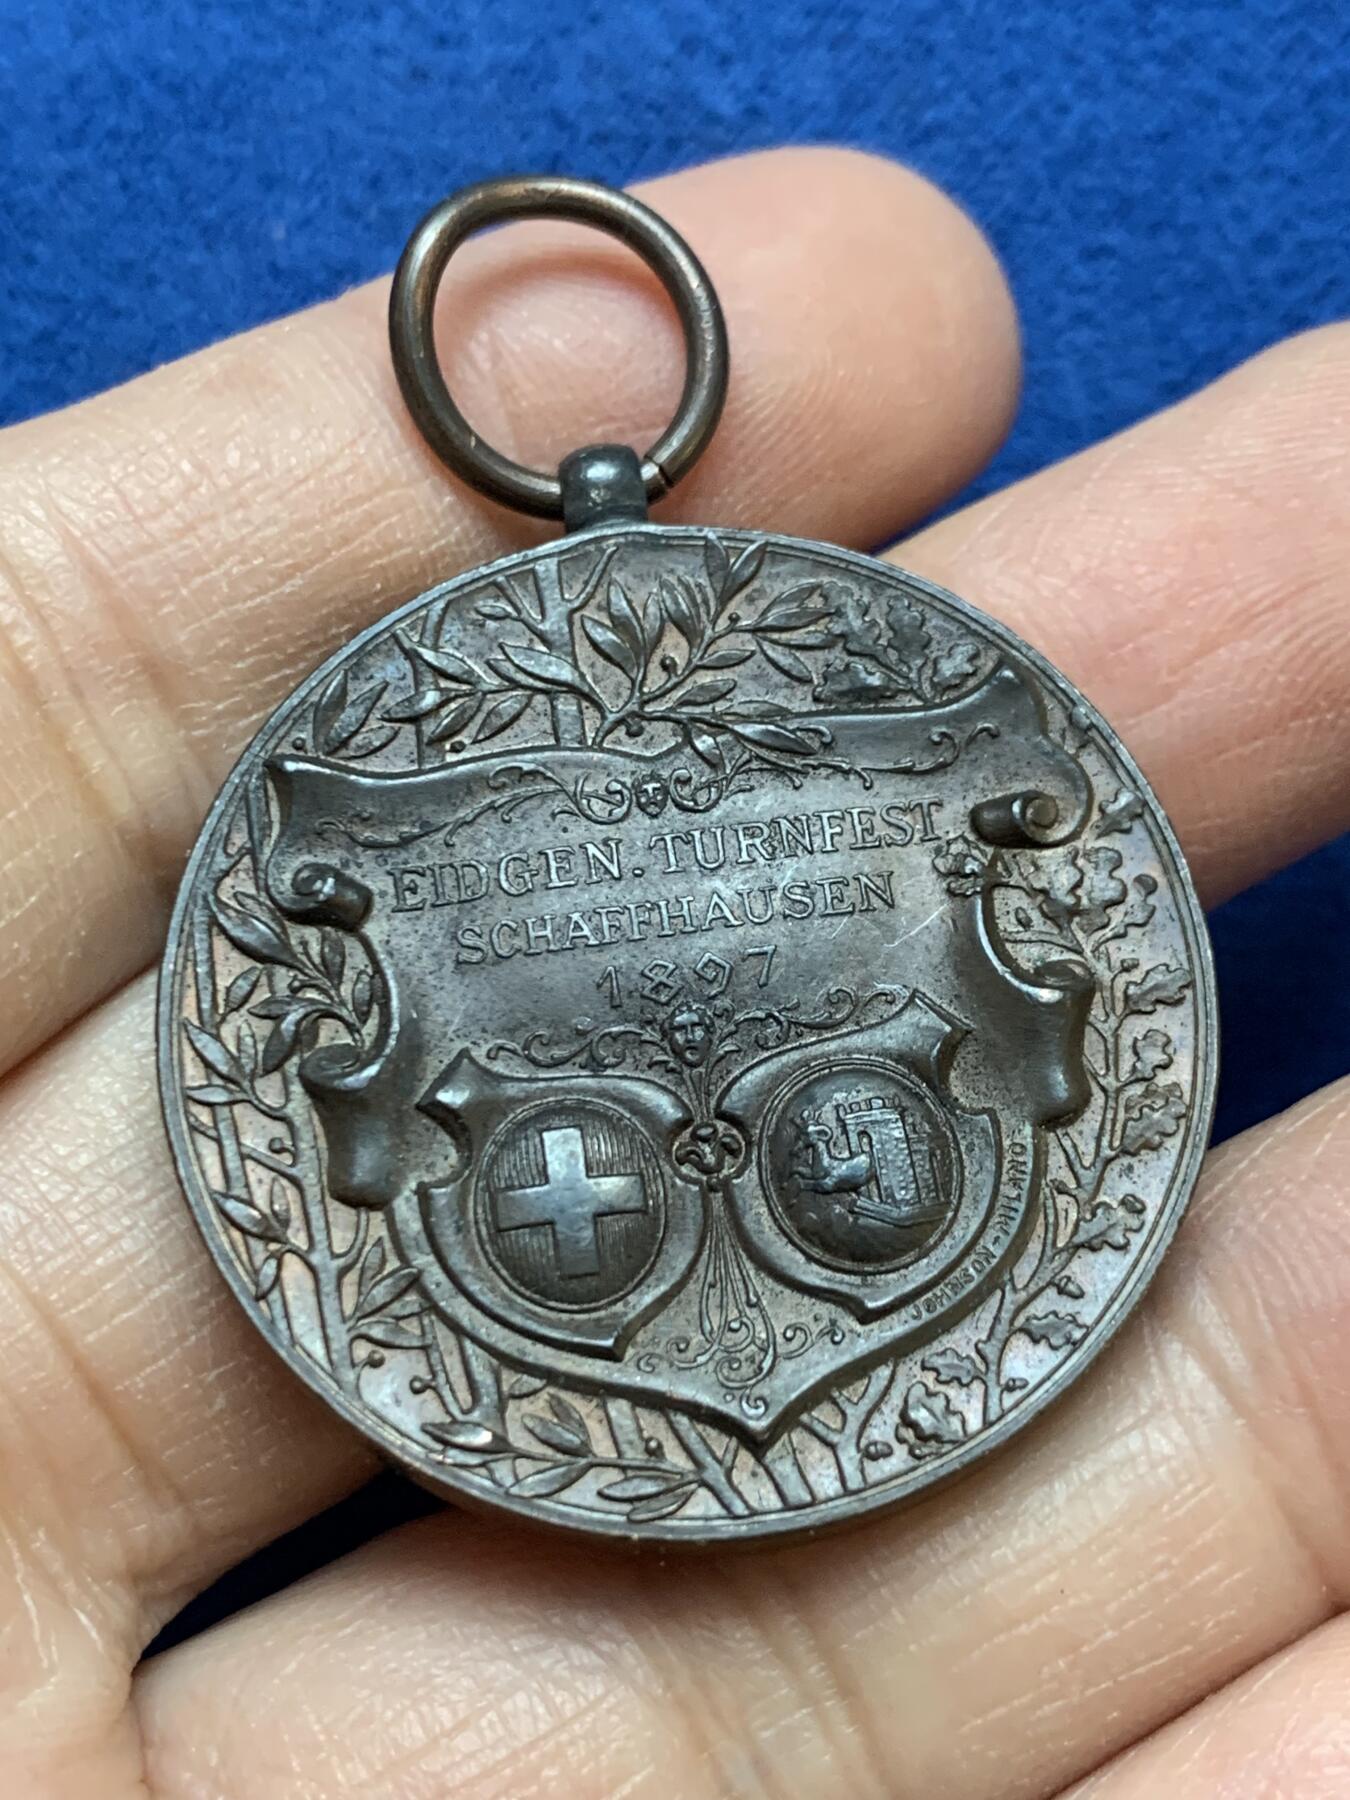 EIDGEN. TURNFEST
SCHAFFHAUSEN
1897
JOHNSON-MILANO